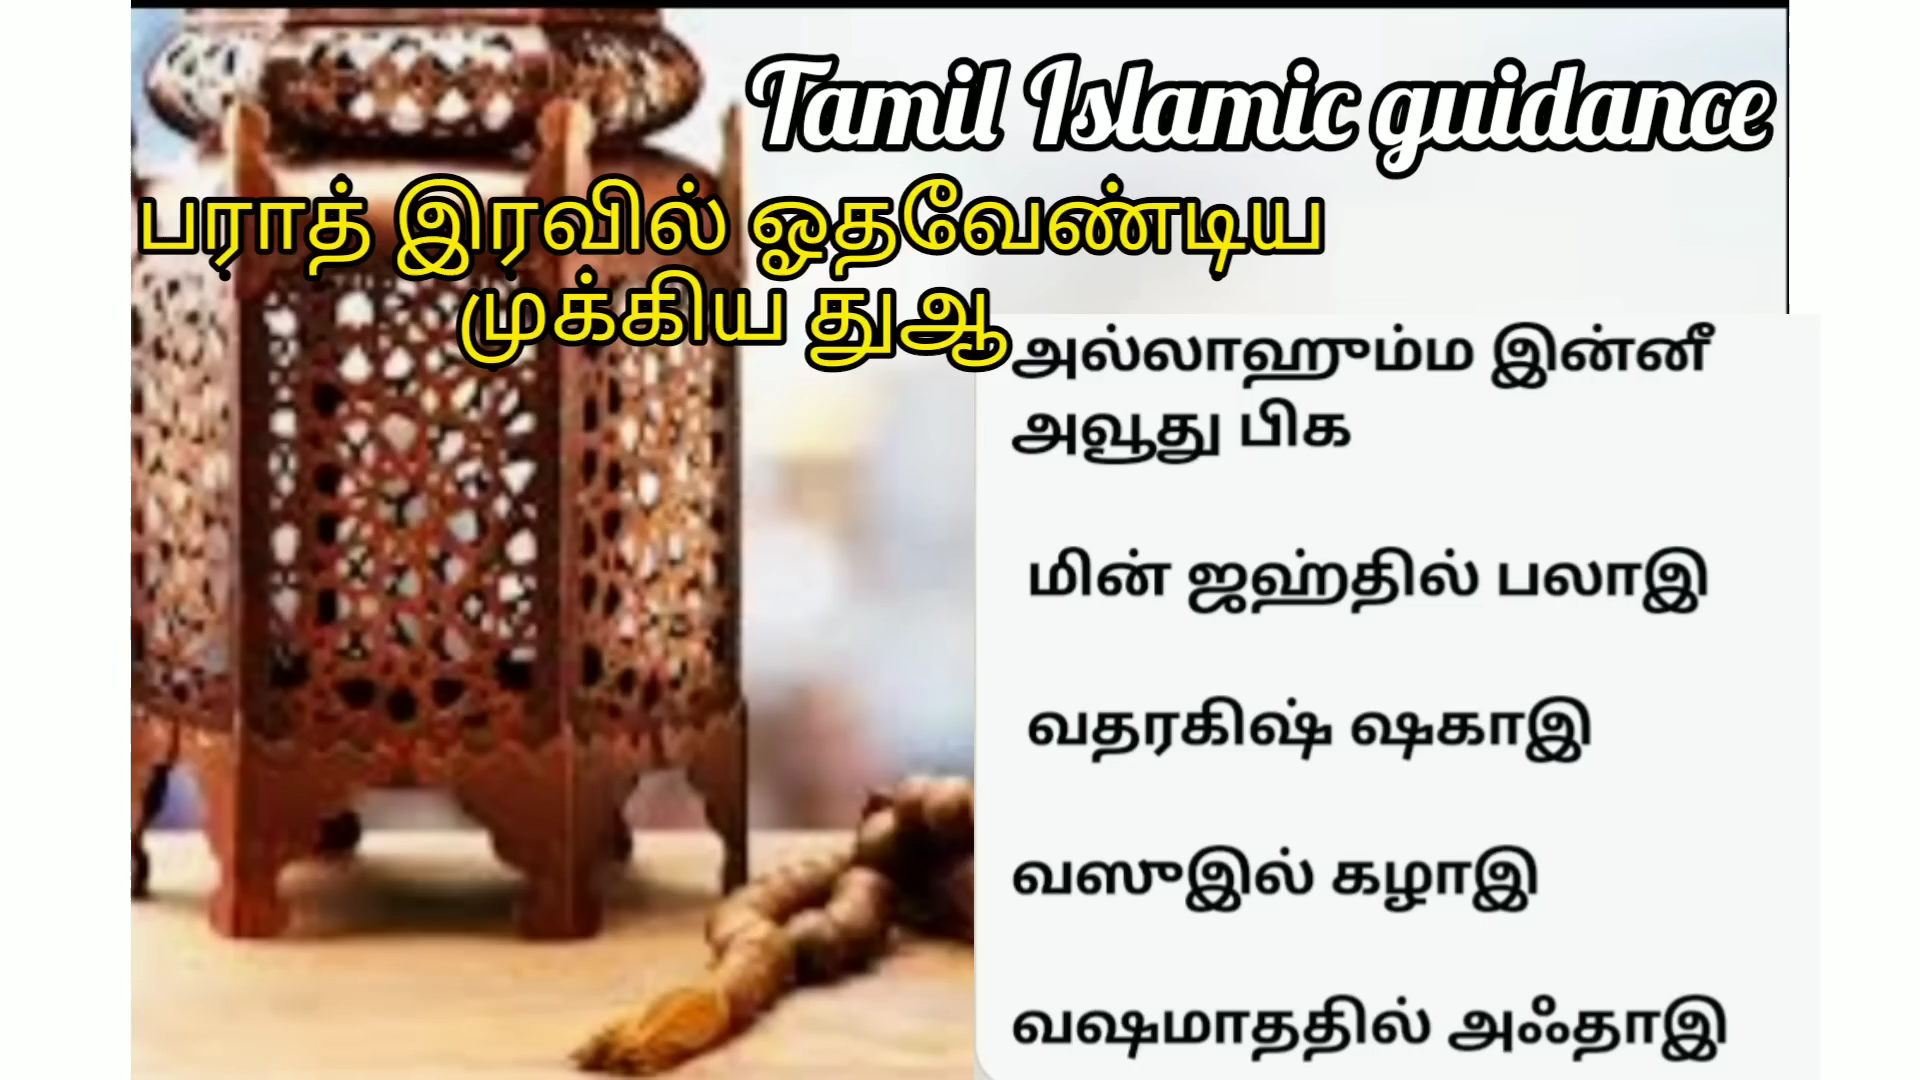 Tamil Islamic guidance
பராத் இரவில் ஓதவேண்டிய
முக்கிய துஆ
அல்லாஹும்ம இன்னீ
அவூது பிக
மின் ஜஹ்தில் பலாஇ
வதரகிஷ் ஷகாஇ
வஸுஇல் கழாஇ
வஷமாததில் அஃதாஇ